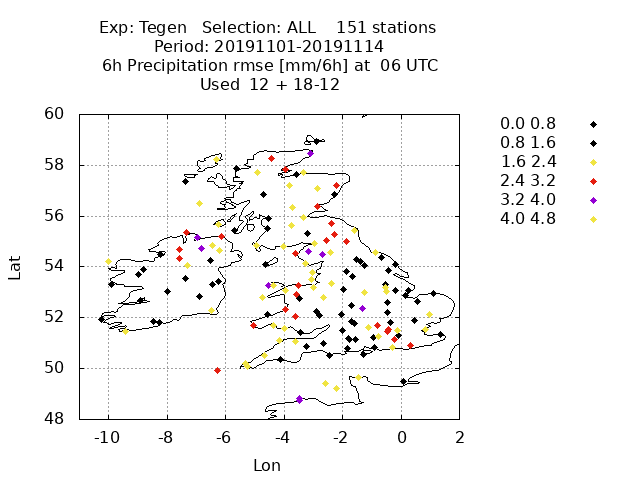 Exp: Tegen Selection: ALL 151 stations
Period: 20191101-20191114
6h Precipitation rmse [mm/6h] at 06 UTC
Used 12 + 18-12
60
58
56
54
52
50
48
-10 -8 -6 -4 -2 0 2
Lat
Lon
0.0 0.8
0.8 1.6
1.6 2.4
2.4 3.2
3.2 4.0
4.0 4.8